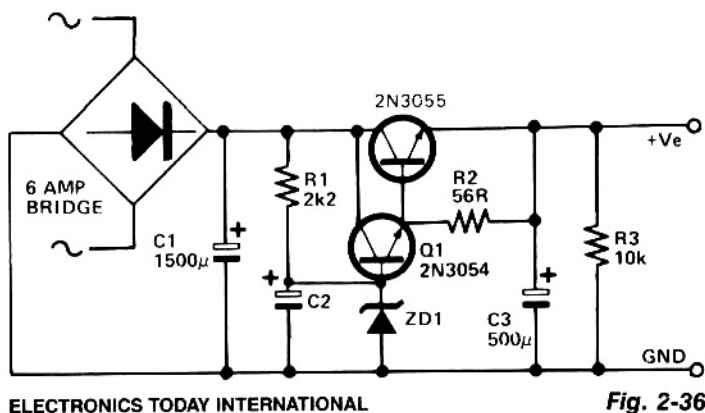 2N3055
+Ve
6 AMP
BRIDGE
R1
2k2
R2
56R
C1
1500µ
+
+
C2
Q1
2N3054
ZD1
+
C3
500µ
R3
10k
GND
ELECTRONICS TODAY INTERNATIONAL
Fig. 2-36